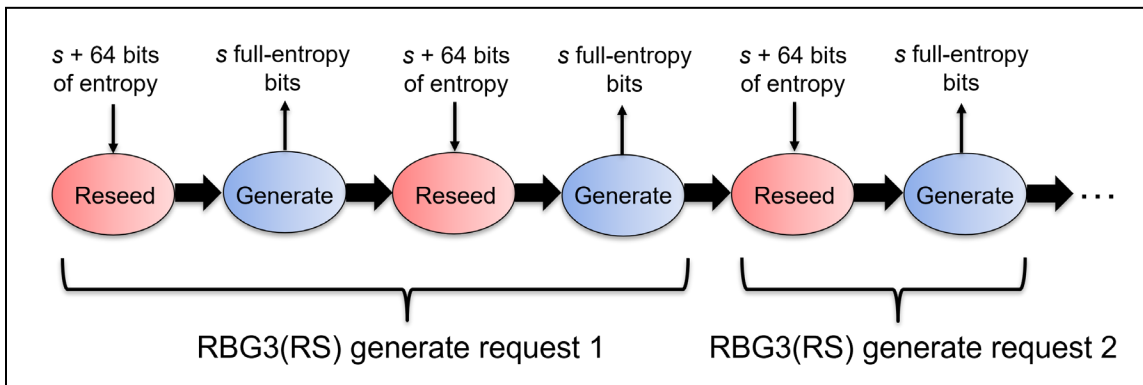 s + 64 bits
of entropy
s full-entropy
bits
s + 64 bits
of entropy
s full-entropy
bits
s + 64 bits
of entropy
s full-entropy
bits
Reseed
Generate
Reseed
Generate
Reseed
Generate
...
RBG3(RS) generate request 1
RBG3(RS) generate request 2